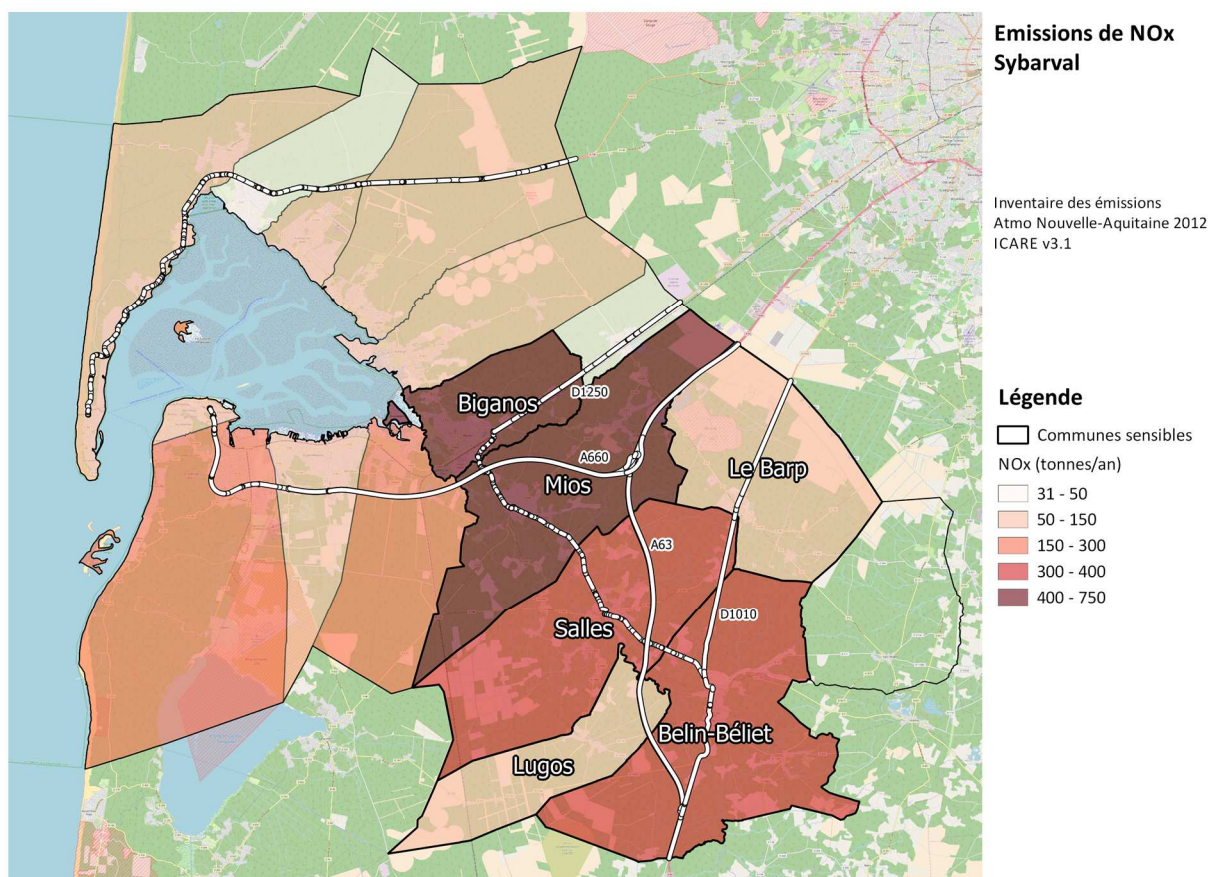 Emissions de NOx
Sybarval
Inventaire des émissions
Atmo Nouvelle-Aquitaine 2012
ICARE v3.1
Légende
Communes sensibles
NOx (tonnes/an)
31 - 50
50 - 150
150 - 300
300 - 400
400 - 750
D1250
Biganos
A660
Mios
Le Barp
A63
D1010
Salles
Belin-Béliet
Lugos